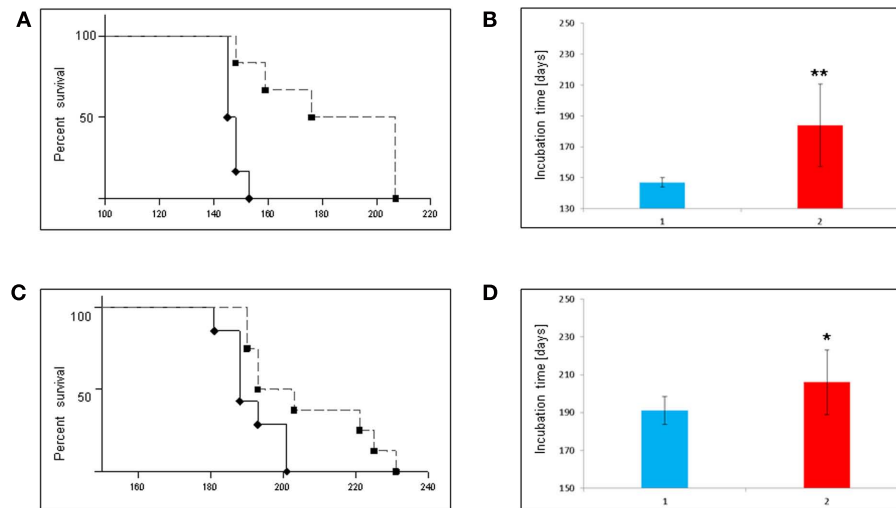 A
100
50
Percent survival
100 120 140 160 180 200 220
B
250
230
210
190
170
150
130
Incubation time [days]
**
1 2
C
100
50
Percent survival
160 180 200 220 240
D
250
230
210
190
170
150
Incubation time [days]
*
1 2